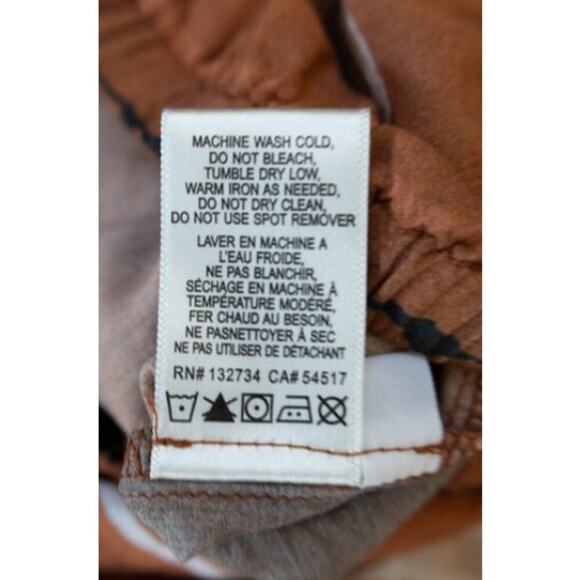 MACHINE WASH COLD,
DO NOT BLEACH,
TUMBLE DRY LOW,
WARM IRON AS NEEDED,
DO NOT DRY CLEAN,
DO NOT USE SPOT REMOVER
LAVER EN MACHINE A
L'EAU FROIDE,
NE PAS BLANCHIR,
SÉCHAGE EN MACHINE À
TEMPÉRATURE MODÉRÉ,
FER CHAUD AU BESOIN,
NE PASNETTOYER À SEC
NE PAS UTILISER DE DÉTACHANT
RN# 132734 CA# 54517